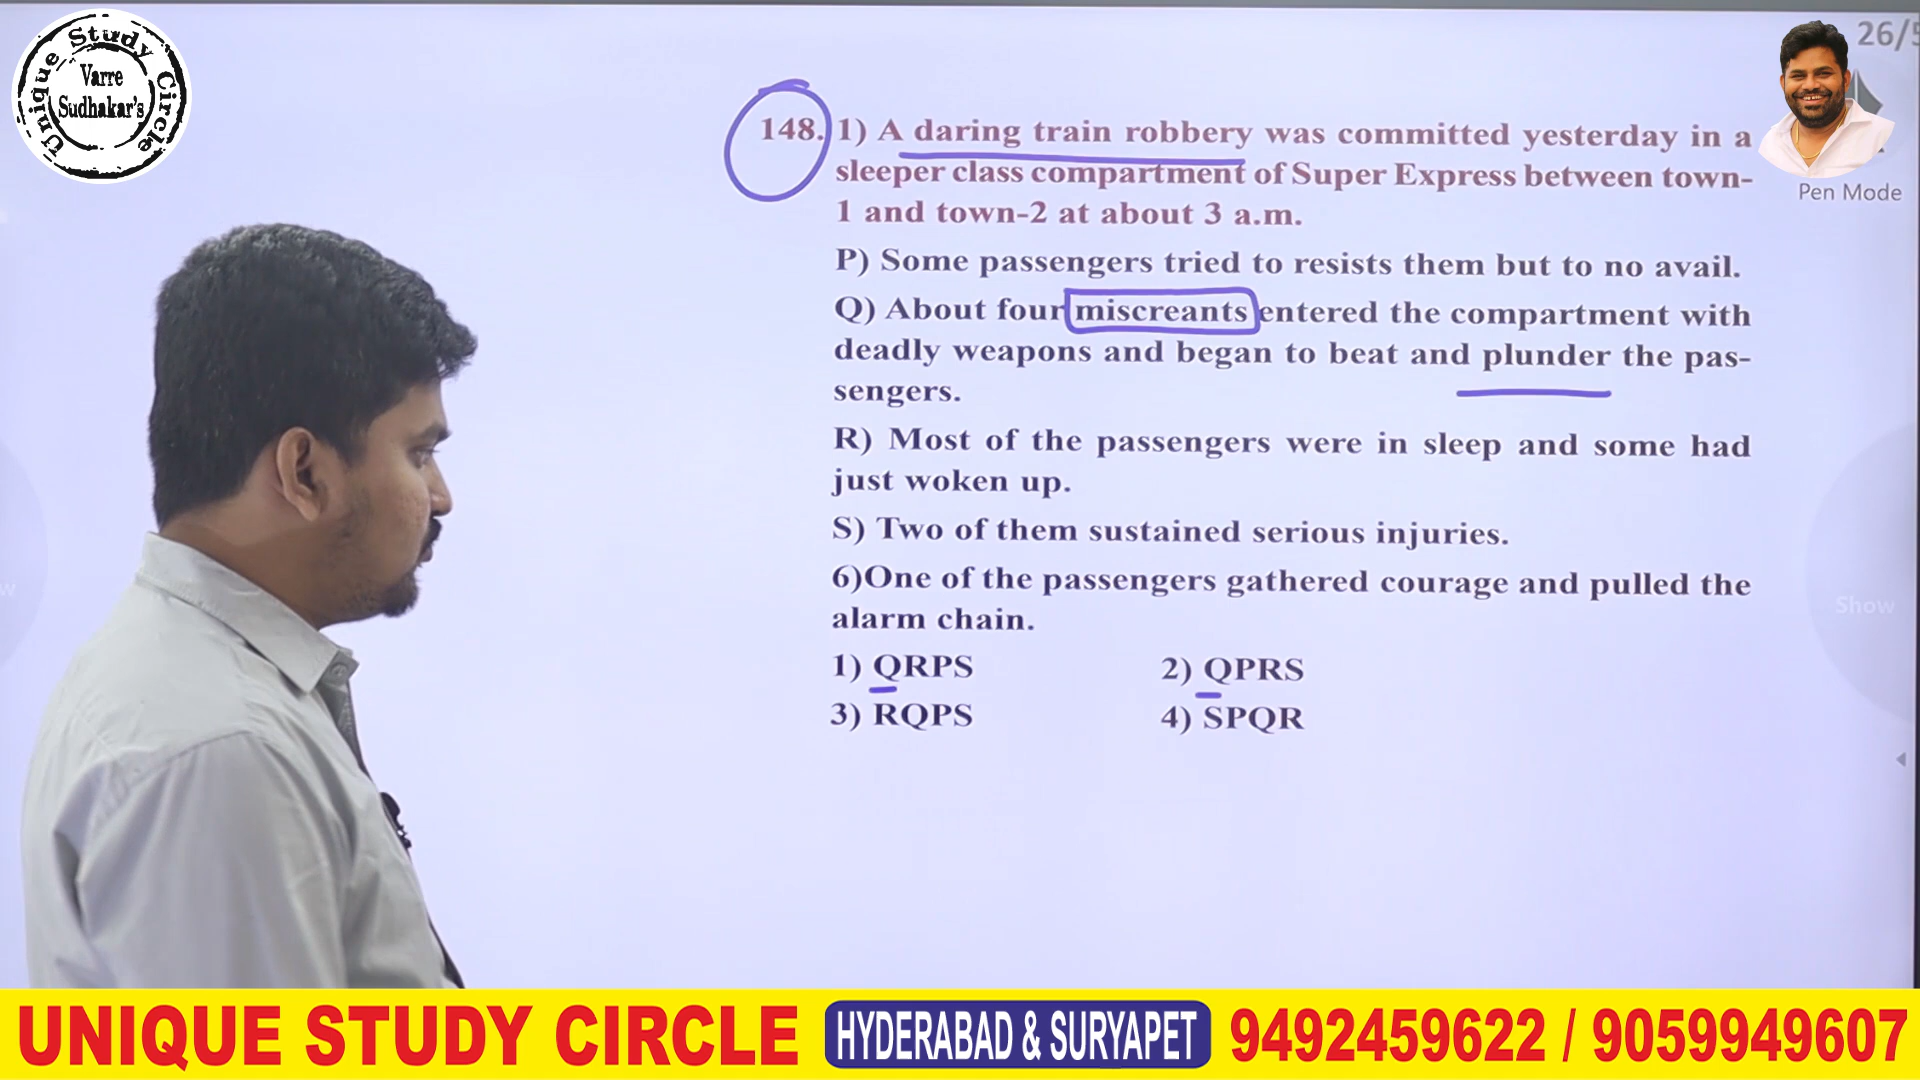 Unique Study Circle
Varre
Sudhakar's
26/5
Pen Mode
148. 1) A daring train robbery was committed yesterday in a
sleeper class compartment of Super Express between town-
1 and town-2 at about 3 a.m.
P) Some passengers tried to resists them but to no avail.
Q) About four miscreants entered the compartment with
deadly weapons and began to beat and plunder the pas-
sengers.
R) Most of the passengers were in sleep and some had
just woken up.
S) Two of them sustained serious injuries.
6)One of the passengers gathered courage and pulled the
alarm chain.
Show
1) QRPS 2) QPRS
3) RQPS 4) SPQR
UNIQUE STUDY CIRCLE HYDERABAD & SURYAPET 9492459622 / 9059949607